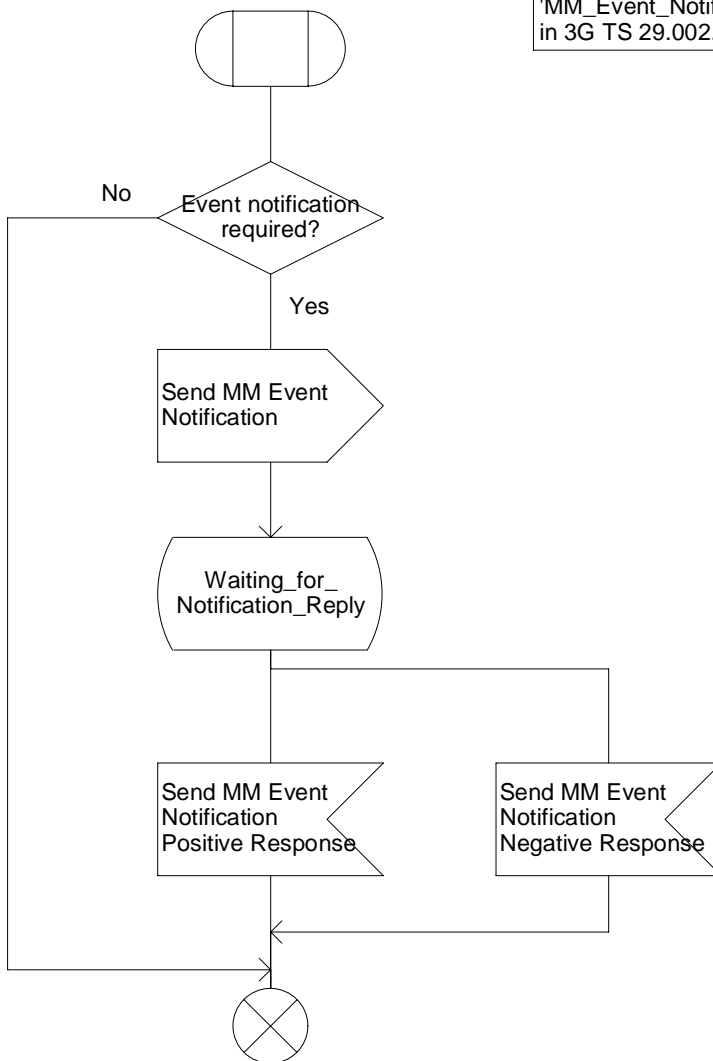 'MM_Event_Notif
in 3G TS 29.002.
No
Event notification
required?
Yes
Send MM Event
Notification
Waiting_for_
Notification_Reply
Send MM Event
Notification
Positive Response
Send MM Event
Notification
Negative Response